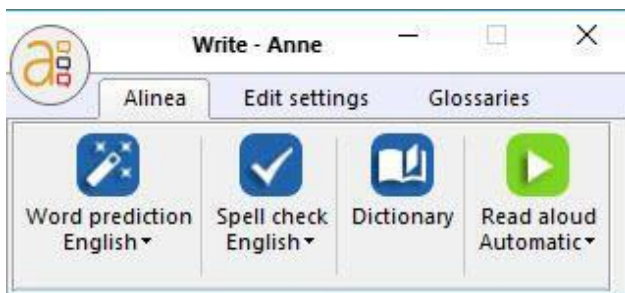 a
Write - Anne
Alinea Edit settings Glossaries
Word prediction Spell check Dictionary Read aloud
English English Automatic